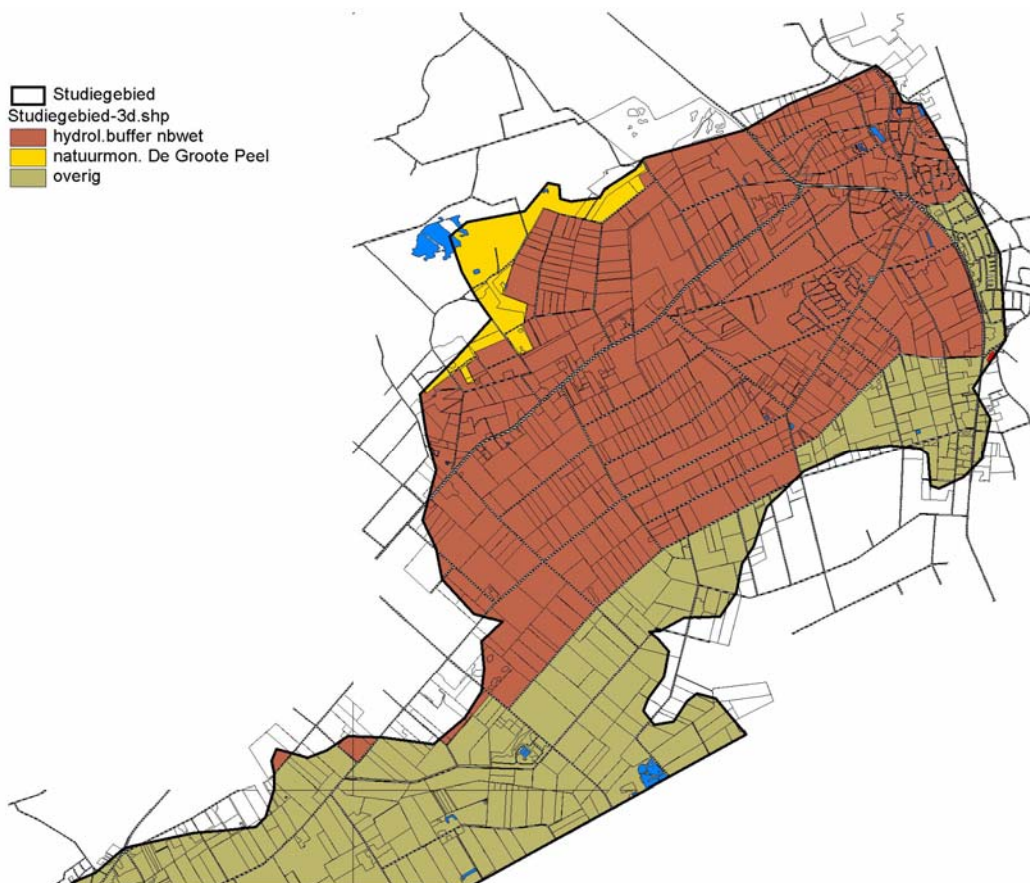 Studiegebied
Studiegebied-3d.shp
hydrol.buffer nbwet
natuurmon. De Groote Peel
overig